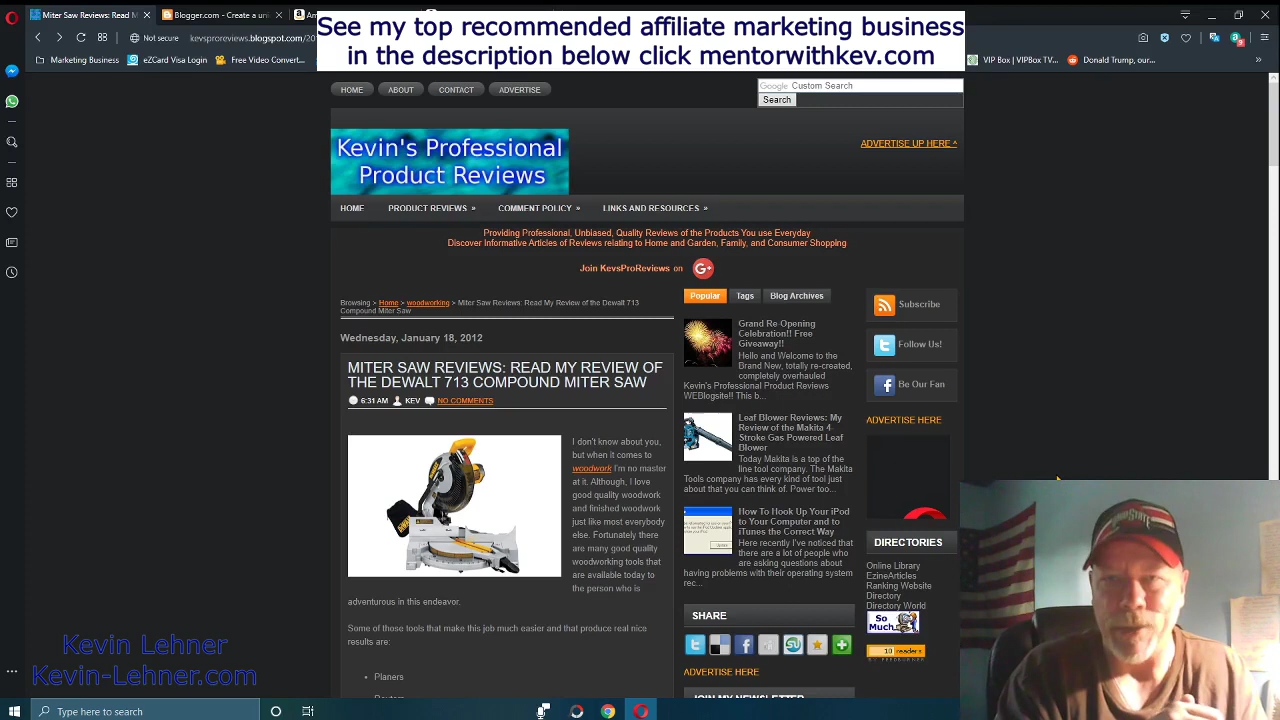 See my top recommended affiliate marketing business
in the description below click mentorwithkev.com
kevsproreviews.blogspot.com
Bookmarks
eZCard Visa Login
Free Video Convert...
VIP Box | VIPBox.tv...
Donald Trump, our...
HOME ABOUT CONTACT ADVERTISE
Google Custom Search
Search
Kevin's Professional
Product Reviews
ADVERTISE UP HERE ^
HOME PRODUCT REVIEWS » COMMENT POLICY » LINKS AND RESOURCES »
Providing Professional, Unbiased, Quality Reviews of the Products You use Everyday
Discover Informative Articles of Reviews relating to Home and Garden, Family, and Consumer Shopping
Join KevsProReviews on G+
Browsing > Home > woodworking > Miter Saw Reviews: Read My Review of the Dewalt 713
Compound Miter Saw
Wednesday, January 18, 2012
MITER SAW REVIEWS: READ MY REVIEW OF
THE DEWALT 713 COMPOUND MITER SAW
6:31 AM KEV NO COMMENTS
I don't know about you,
but when it comes to
woodwork I'm no master
at it. Although, I love
good quality woodwork
and finished woodwork
just like most everybody
else. Fortunately there
are many good quality
woodworking tools that
are available today to
the person who is
adventurous in this endeavor.
Some of those tools that make this job much easier and that produce real nice
results are:
• Planers
Popular Tags Blog Archives
Grand Re-Opening
Celebration!! Free
Giveaway!!
Hello and Welcome to the
Brand New, totally re-created,
completely overhauled
Kevin's Professional Product Reviews
WEBlogsite!! This b...
Leaf Blower Reviews: My
Review of the Makita 4-
Stroke Gas Powered Leaf
Blower
Today Makita is a top of the
line tool company. The Makita
Tools company has every kind of tool just
about that you can think of. Power too...
How To Hook Up Your iPod
to Your Computer and to
iTunes the Correct Way
Here recently I've noticed that
there are a lot of people who
are asking questions about
having problems with their operating system
rec...
SHARE
ADVERTISE HERE
JOIN MY NEWSLETTER
Subscribe
Follow Us!
Be Our Fan
ADVERTISE HERE
DIRECTORIES
Online Library
EzineArticles
Ranking Website
Directory
Directory World
So
Much
10 readers
BY FEEDBURNER
Kevin Lehner
Kevin-Lehner.com
Type here to search